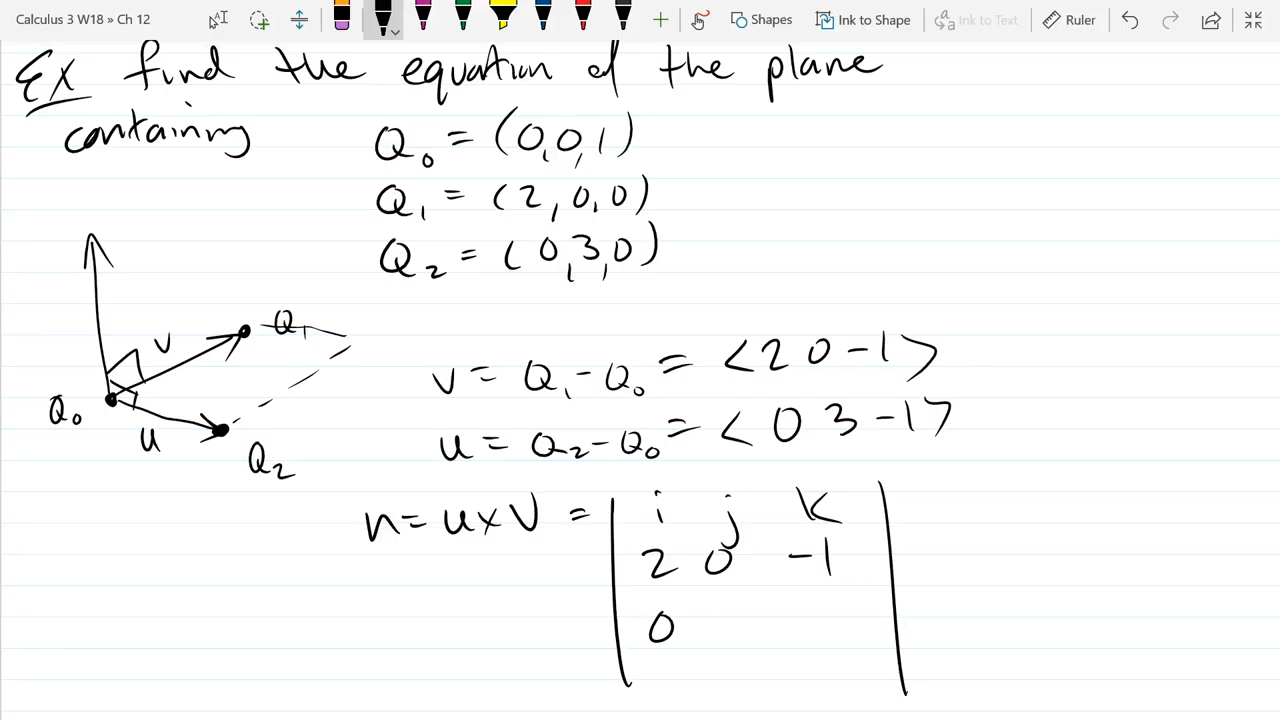 Calculus 3 W18 » Ch 12
Shapes
Ink to Shape
Ink to Text
Ruler
Ex find the equation of the plane
containing
Q₀ = (0,0,1)
Q₁ = (2,0,0)
Q₂ = (0,3,0)
v
Q₁
Q₀
u
Q₂
v = Q₁-Q₀ = <2 0 -1>
u = Q₂-Q₀ = <0 3 -1>
n = u×v = | i j k |
2 0 -1
0